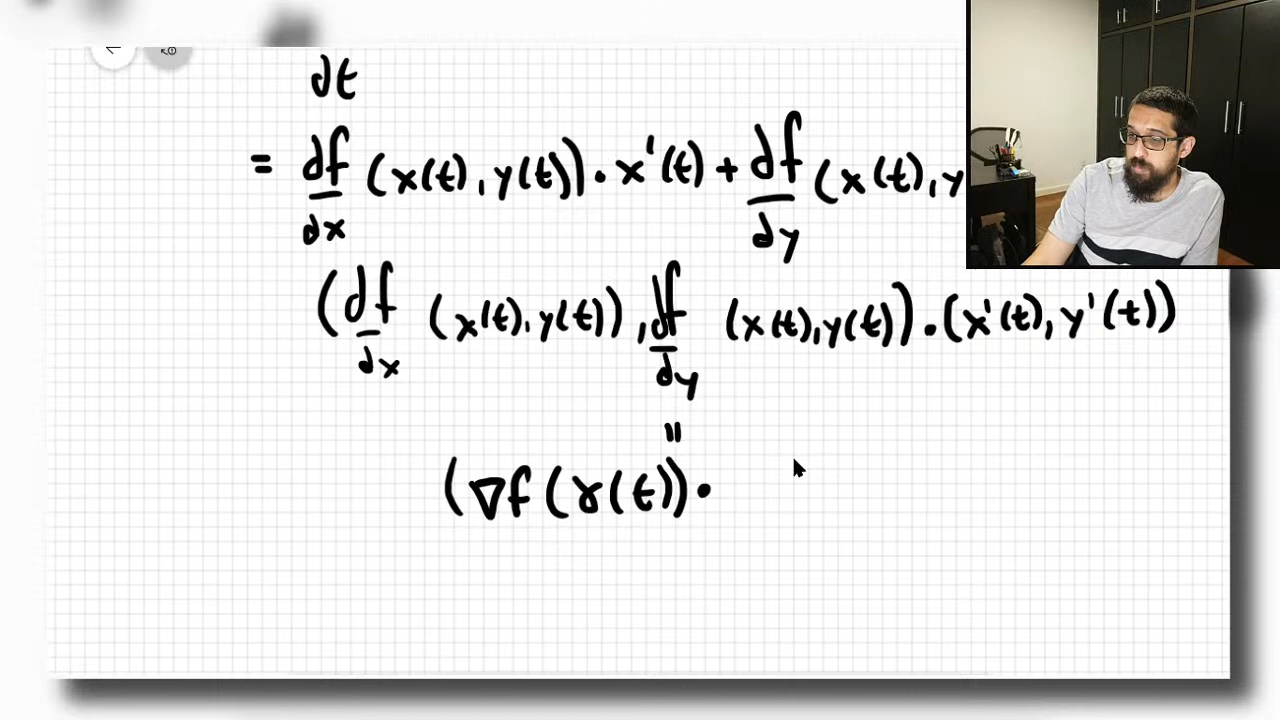 dt
= df/dx (x(t), y(t)) · x'(t) + df/dy (x(t), y
(df/dx (x(t), y(t)), df/dy (x(t), y(t)) · (x'(t), y'(t))
=
(∇f(γ(t)) ·